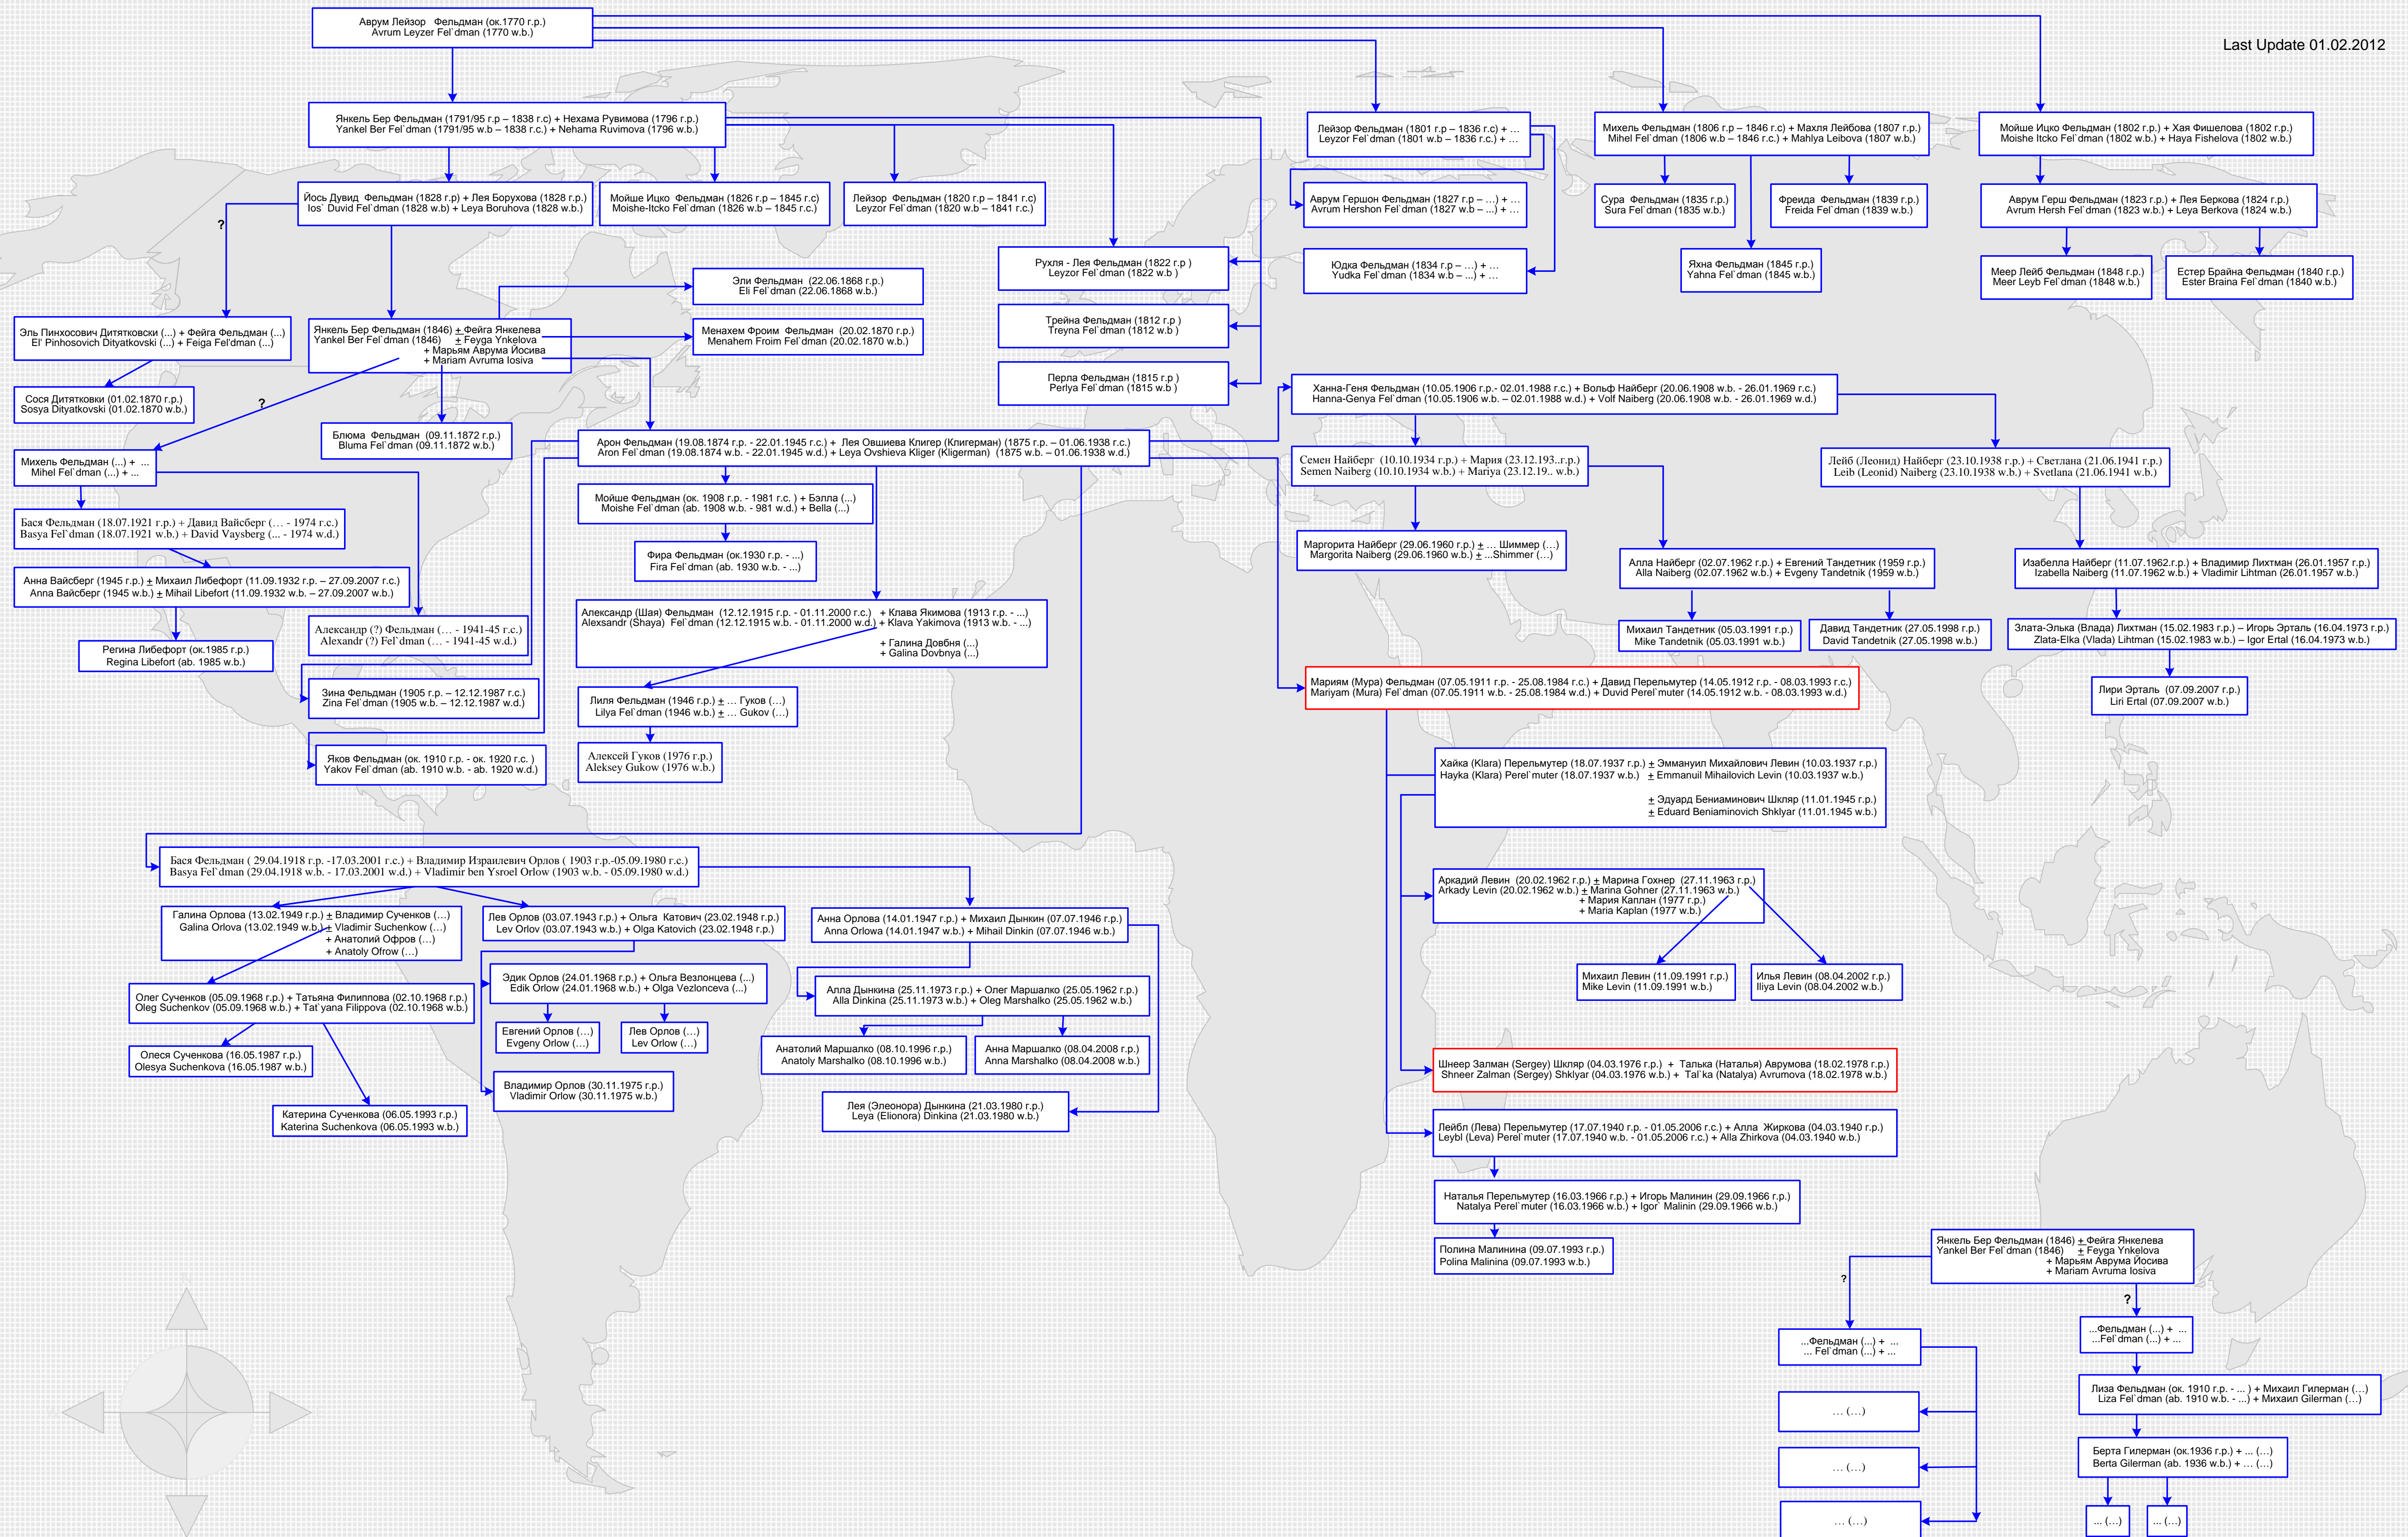 Аврум Лейзор Фельдман (ок.1770 г.р.)
Avrum Leyzer Fel`dman (1770 w.b.)
Last Update 01.02.2012
Янкель Бер Фельдман (1791/95 г.р – 1838 г.с) + Нехама Рувимова (1796 г.р.)
Yankel Ber Fel`dman (1791/95 w.b – 1838 г.с.) + Nehama Ruvimova (1796 w.b.)
Лейзор Фельдман (1801 г.р – 1836 г.с) + …
Leyzor Fel`dman (1801 w.b – 1836 г.с.) + …
Михель Фельдман (1806 г.р – 1846 г.с) + Махля Лейбова (1807 г.р.)
Mihel Fel`dman (1806 w.b – 1846 г.с.) + Mahlya Leibova (1807 w.b.)
Мойше Ицко Фельдман (1802 г.р.) + Хая Фишелова (1802 г.р.)
Moishe Itcko Fel`dman (1802 w.b.) + Haya Fishelova (1802 w.b.)
Йось Дувид Фельдман (1828 г.р) + Лея Борухова (1828 г.р.)
Ios` Duvid Fel`dman (1828 w.b) + Leya Boruhova (1828 w.b.)
Мойше Ицко Фельдман (1826 г.р – 1845 г.с)
Moishe-Itcko Fel`dman (1826 w.b – 1845 г.с.)
Лейзор Фельдман (1820 г.р – 1841 г.с)
Leyzor Fel`dman (1820 w.b – 1841 г.с.)
Аврум Гершон Фельдман (1827 г.р – …) + …
Avrum Hershon Fel`dman (1827 w.b – ...) + …
Сура Фельдман (1835 г.р.)
Sura Fel`dman (1835 w.b.)
Фреида Фельдман (1839 г.р.)
Freida Fel`dman (1839 w.b.)
Аврум Герш Фельдман (1823 г.р.) + Лея Беркова (1824 г.р.)
Avrum Hersh Fel`dman (1823 w.b.) + Leya Berkova (1824 w.b.)
?
Рухля - Лея Фельдман (1822 г.р )
Leyzor Fel`dman (1822 w.b )
Юдка Фельдман (1834 г.р – …) + …
Yudka Fel`dman (1834 w.b – ...) + …
Яхна Фельдман (1845 г.р.)
Yahna Fel`dman (1845 w.b.)
Меер Лейб Фельдман (1848 г.р.)
Meer Leyb Fel`dman (1848 w.b.)
Естер Брайна Фельдман (1840 г.р.)
Ester Braina Fel`dman (1840 w.b.)
Эли Фельдман (22.06.1868 г.р.)
Eli Fel`dman (22.06.1868 w.b.)
Эль Пинхосович Дитятковски (...) + Фейга Фельдман (...)
El' Pinhosovich Dityatkovski (...) + Feiga Fel'dman (...)
Янкель Бер Фельдман (1846) ± Фейга Янкелева
Yankel Ber Fel`dman (1846) ± Feyga Ynkelova
+ Марьям Аврума Йосива
+ Mariam Avruma Iosiva
Менахем Фроим Фельдман (20.02.1870 г.р.)
Menahem Froim Fel`dman (20.02.1870 w.b.)
Трейна Фельдман (1812 г.р )
Treyna Fel`dman (1812 w.b )
Перла Фельдман (1815 г.р )
Perlya Fel`dman (1815 w.b )
Сося Дитятковки (01.02.1870 г.р.)
Sosya Dityatkovski (01.02.1870 w.b.)
?
Блюма Фельдман (09.11.1872 г.р.)
Bluma Fel`dman (09.11.1872 w.b.)
Ханна-Геня Фельдман (10.05.1906 г.р.- 02.01.1988 г.с.) + Вольф Найберг (20.06.1908 w.b. - 26.01.1969 г.с.)
Hanna-Genya Fel`dman (10.05.1906 w.b. – 02.01.1988 w.d.) + Volf Naiberg (20.06.1908 w.b. - 26.01.1969 w.d.)
Арон Фельдман (19.08.1874 г.р. - 22.01.1945 г.с.) + Лея Овшиева Клигер (Клигерман) (1875 г.р. – 01.06.1938 г.с.)
Aron Fel`dman (19.08.1874 w.b. - 22.01.1945 w.d.) + Leya Ovshieva Kliger (Kligerman) (1875 w.b. – 01.06.1938 w.d.)
Михель Фельдман (...) + ...
Mihel Fel`dman (...) + ...
Семен Найберг (10.10.1934 г.р.) + Мария (23.12.193..г.р.)
Semen Naiberg (10.10.1934 w.b.) + Mariya (23.12.19.. w.b.)
Лейб (Леонид) Найберг (23.10.1938 г.р.) + Светлана (21.06.1941 г.р.)
Leib (Leonid) Naiberg (23.10.1938 w.b.) + Svetlana (21.06.1941 w.b.)
Мойше Фельдман (ок. 1908 г.р. - 1981 г.с. ) + Бэлла (...)
Moishe Fel`dman (ab. 1908 w.b. - 981 w.d.) + Bella (...)
Бася Фельдман (18.07.1921 г.р.) + Давид Вайсберг (… - 1974 г.с.)
Basya Fel`dman (18.07.1921 w.b.) + David Vaysberg (... - 1974 w.d.)
Фира Фельдман (ок.1930 г.р. - ...)
Fira Fel`dman (ab. 1930 w.b. - ...)
Маргорита Найберг (29.06.1960 г.р.) ± … Шиммер (…)
Margorita Naiberg (29.06.1960 w.b.) ± ...Shimmer (…)
Алла Найберг (02.07.1962 г.р.) + Евгений Тандетник (1959 г.р.)
Alla Naiberg (02.07.1962 w.b.) + Evgeny Tandetnik (1959 w.b.)
Изабелла Найберг (11.07.1962.г.р.) + Владимир Лихтман (26.01.1957 г.р.)
Izabella Naiberg (11.07.1962 w.b.) + Vladimir Lihtman (26.01.1957 w.b.)
Анна Вайсберг (1945 г.р.) ± Михаил Либефорт (11.09.1932 г.р. – 27.09.2007 г.с.)
Anna Вайсберг (1945 w.b.) ± Mihail Libefort (11.09.1932 w.b. – 27.09.2007 w.b.)
Александр (?) Фельдман (… - 1941-45 г.с.)
Alexandr (?) Fel`dman (… - 1941-45 w.d.)
Александр (Шая) Фельдман (12.12.1915 г.р. - 01.11.2000 г.с.) + Клава Якимова (1913 г.р. - ...)
Alexsandr (Shaya) Fel`dman (12.12.1915 w.b. - 01.11.2000 w.d.) + Klava Yakimova (1913 w.b. - ...)
+ Галина Довбня (...)
+ Galina Dovbnya (...)
Михаил Тандетник (05.03.1991 г.р.)
Mike Tandetnik (05.03.1991 w.b.)
Давид Тандетник (27.05.1998 г.р.)
David Tandetnik (27.05.1998 w.b.)
Злата-Элька (Влада) Лихтман (15.02.1983 г.р.) – Игорь Эрталь (16.04.1973 г.р.)
Zlata-Elka (Vlada) Lihtman (15.02.1983 w.b.) – Igor Ertal (16.04.1973 w.b.)
Регина Либефорт (ок.1985 г.р.)
Regina Libefort (ab. 1985 w.b.)
Зина Фельдман (1905 г.р. – 12.12.1987 г.с.)
Zina Fel`dman (1905 w.b. – 12.12.1987 w.d.)
Лиля Фельдман (1946 г.р.) ± … Гуков (…)
Lilya Fel`dman (1946 w.b.) ± … Gukov (…)
Мариям (Мура) Фельдман (07.05.1911 г.р. - 25.08.1984 г.с.) + Давид Перельмутер (14.05.1912 г.р. - 08.03.1993 г.с.)
Mariyam (Mura) Fel`dman (07.05.1911 w.b. - 25.08.1984 w.d.) + Duvid Perel`muter (14.05.1912 w.b. - 08.03.1993 w.d.)
Лири Эрталь (07.09.2007 г.р.)
Liri Ertal (07.09.2007 w.b.)
Яков Фельдман (ок. 1910 г.р. - ок. 1920 г.с. )
Yakov Fel`dman (ab. 1910 w.b. - ab. 1920 w.d.)
Алексей Гуков (1976 г.р.)
Aleksey Gukow (1976 w.b.)
Хайка (Klara) Перельмутер (18.07.1937 г.р.) ± Эммануил Михайлович Левин (10.03.1937 г.р.)
Hayka (Klara) Perel`muter (18.07.1937 w.b.) ± Emmanuil Mihailovich Levin (10.03.1937 w.b.)
± Эдуард Бениаминович Шкляр (11.01.1945 г.р.)
± Eduard Beniaminovich Shklyar (11.01.1945 w.b.)
Бася Фельдман ( 29.04.1918 г.р. -17.03.2001 г.с.) + Владимир Израилевич Орлов ( 1903 г.р.-05.09.1980 г.с.)
Basya Fel`dman (29.04.1918 w.b. - 17.03.2001 w.d.) + Vladimir ben Ysroel Orlow (1903 w.b. - 05.09.1980 w.d.)
Аркадий Левин (20.02.1962 г.р.) ± Марина Гохнер (27.11.1963 г.р.)
Arkady Levin (20.02.1962 w.b.) ± Marina Gohner (27.11.1963 w.b.)
+ Мария Каплан (1977 г.р.)
+ Maria Kaplan (1977 w.b.)
Галина Орлова (13.02.1949 г.р.) ± Владимир Сученков (…)
Galina Orlova (13.02.1949 w.b.) ± Vladimir Suchenkow (…)
+ Анатолий Офров (…)
+ Anatoly Ofrow (…)
Лев Орлов (03.07.1943 г.р.) + Ольга Катович (23.02.1948 г.р.)
Lev Orlov (03.07.1943 w.b.) + Olga Katovich (23.02.1948 г.р.)
Анна Орлова (14.01.1947 г.р.) + Михаил Дынкин (07.07.1946 г.р.)
Anna Orlowa (14.01.1947 w.b.) + Mihail Dinkin (07.07.1946 w.b.)
Эдик Орлов (24.01.1968 г.р.) + Ольга Везлонцева (...)
Edik Orlow (24.01.1968 w.b.) + Olga Vezlonceva (...)
Михаил Левин (11.09.1991 г.р.)
Mike Levin (11.09.1991 w.b.)
Илья Левин (08.04.2002 г.р.)
Iliya Levin (08.04.2002 w.b.)
Олег Сученков (05.09.1968 г.р.) + Татьяна Филиппова (02.10.1968 г.р.)
Oleg Suchenkov (05.09.1968 w.b.) + Tat`yana Filippova (02.10.1968 w.b.)
Алла Дынкина (25.11.1973 г.р.) + Олег Маршалко (25.05.1962 г.р.)
Alla Dinkina (25.11.1973 w.b.) + Oleg Marshalko (25.05.1962 w.b.)
Евгений Орлов (…)
Evgeny Orlow (…)
Лев Орлов (…)
Lev Orlow (…)
Олеся Сученкова (16.05.1987 г.р.)
Olesya Suchenkova (16.05.1987 w.b.)
Анатолий Маршалко (08.10.1996 г.р.)
Anatoly Marshalko (08.10.1996 w.b.)
Анна Маршалко (08.04.2008 г.р.)
Anna Marshalko (08.04.2008 w.b.)
Шнеер Залман (Sergey) Шкляр (04.03.1976 г.р.) + Талька (Наталья) Аврумова (18.02.1978 г.р.)
Shneer Zalman (Sergey) Shklyar (04.03.1976 w.b.) + Tal`ka (Natalya) Avrumova (18.02.1978 w.b.)
Владимир Орлов (30.11.1975 г.р.)
Vladimir Orlow (30.11.1975 w.b.)
Лея (Элеонора) Дынкина (21.03.1980 г.р.)
Leya (Elionora) Dinkina (21.03.1980 w.b.)
Катерина Сученкова (06.05.1993 г.р.)
Katerina Suchenkova (06.05.1993 w.b.)
Лейбл (Лева) Перельмутер (17.07.1940 г.р. - 01.05.2006 г.с.) + Алла Жиркова (04.03.1940 г.р.)
Leybl (Leva) Perel`muter (17.07.1940 w.b. - 01.05.2006 г.с.) + Alla Zhirkova (04.03.1940 w.b.)
Наталья Перельмутер (16.03.1966 г.р.) + Игорь Малинин (29.09.1966 г.р.)
Natalya Perel`muter (16.03.1966 w.b.) + Igor` Malinin (29.09.1966 w.b.)
Полина Малинина (09.07.1993 г.р.)
Polina Malinina (09.07.1993 w.b.)
Янкель Бер Фельдман (1846) ± Фейга Янкелева
Yankel Ber Fel`dman (1846) ± Feyga Ynkelova
+ Марьям Аврума Йосива
+ Mariam Avruma Iosiva
?
?
...Фельдман (...) + ...
... Fel`dman (...) + ...
...Фельдман (...) + ...
...Fel`dman (...) + ...
Лиза Фельдман (ок. 1910 г.р. - ... ) + Михаил Гилерман (…)
Liza Fel`dman (ab. 1910 w.b. - ...) + Михаил Gilerman (…)
… (…)
Берта Гилерман (ок.1936 г.р.) + ... (…)
Berta Gilerman (ab. 1936 w.b.) + … (…)
… (…)
… (…)
... (…)
... (…)